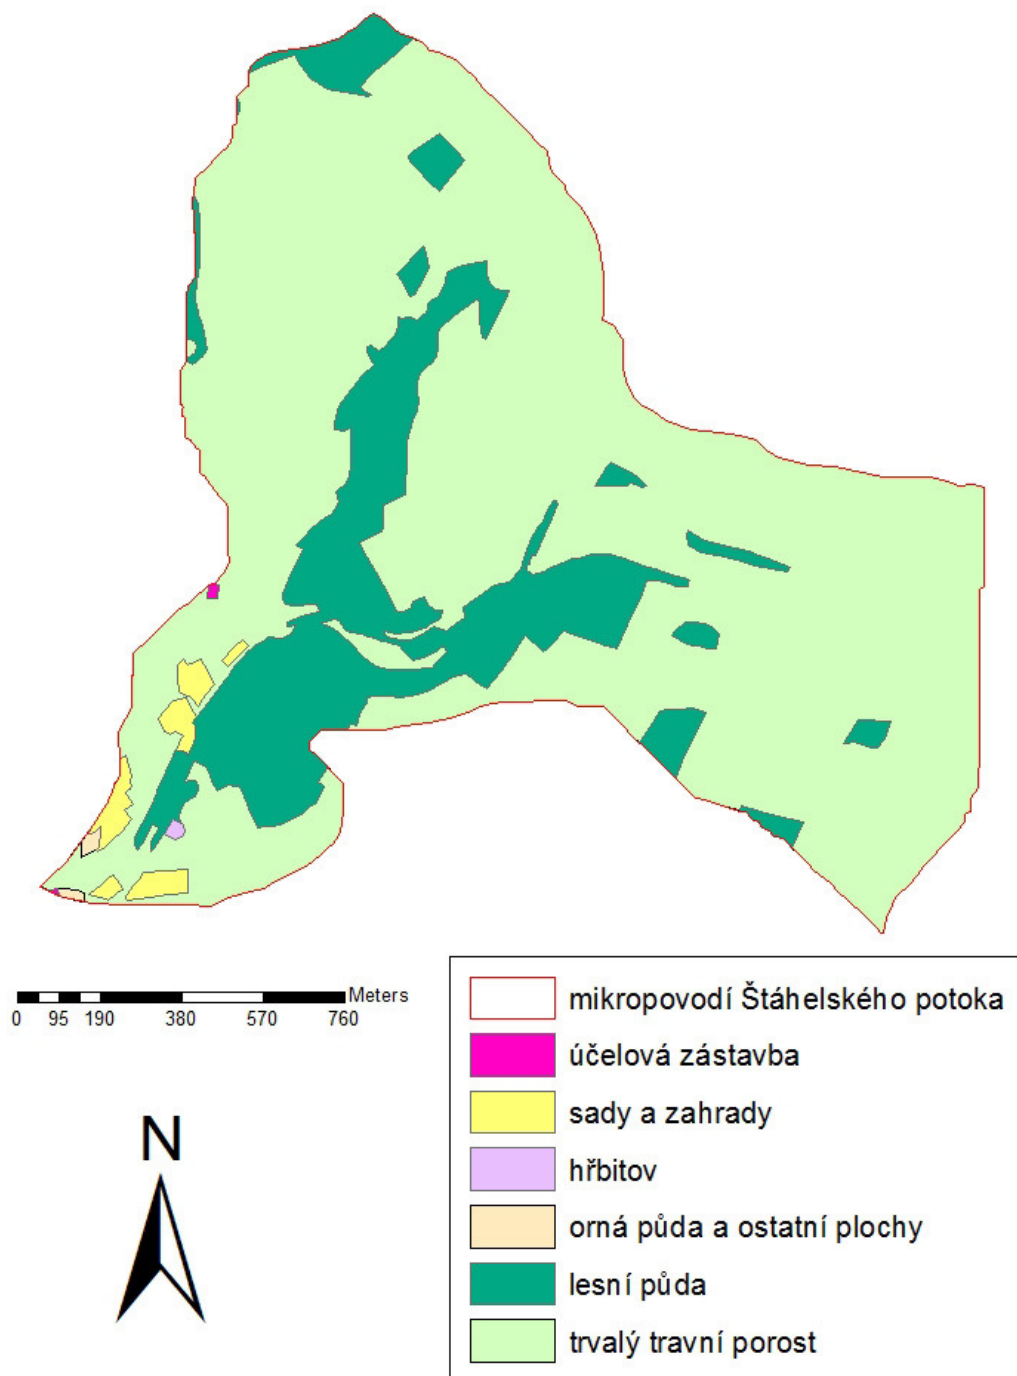 Meters
0 95 190 380 570 760
N
mikropovodí Štáhelského potoka
účelová zástavba
sady a zahrady
hřbitov
orná půda a ostatní plochy
lesní půda
trvalý travní porost